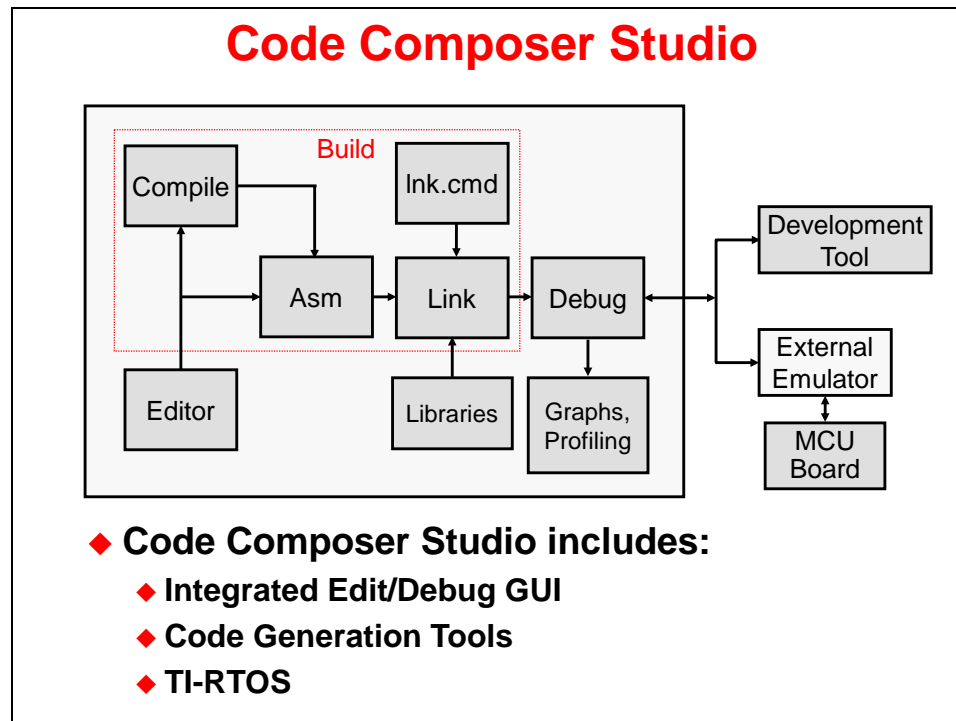 Code Composer Studio
Build
Compile
lnk.cmd
Development
Tool
Asm
Link
Debug
External
Emulator
Editor
Libraries
Graphs,
Profiling
MCU
Board
Code Composer Studio includes:
Integrated Edit/Debug GUI
Code Generation Tools
TI-RTOS